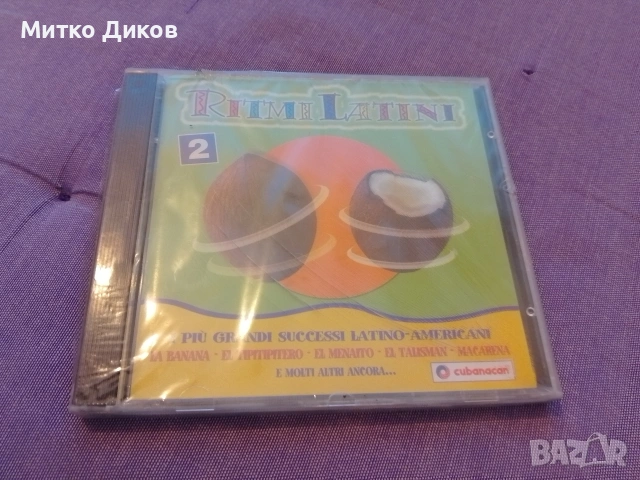 Митко Диков
RITMI LATINI
2
I PIÙ GRANDI SUCCESSI LATINO-AMERICANI
LA BANANA - EL TIPITIPITERO - EL MENAITO - EL TALISMAN - MACARENA
E MOLTI ALTRI ANCORA...
cubanacan
BAZAR